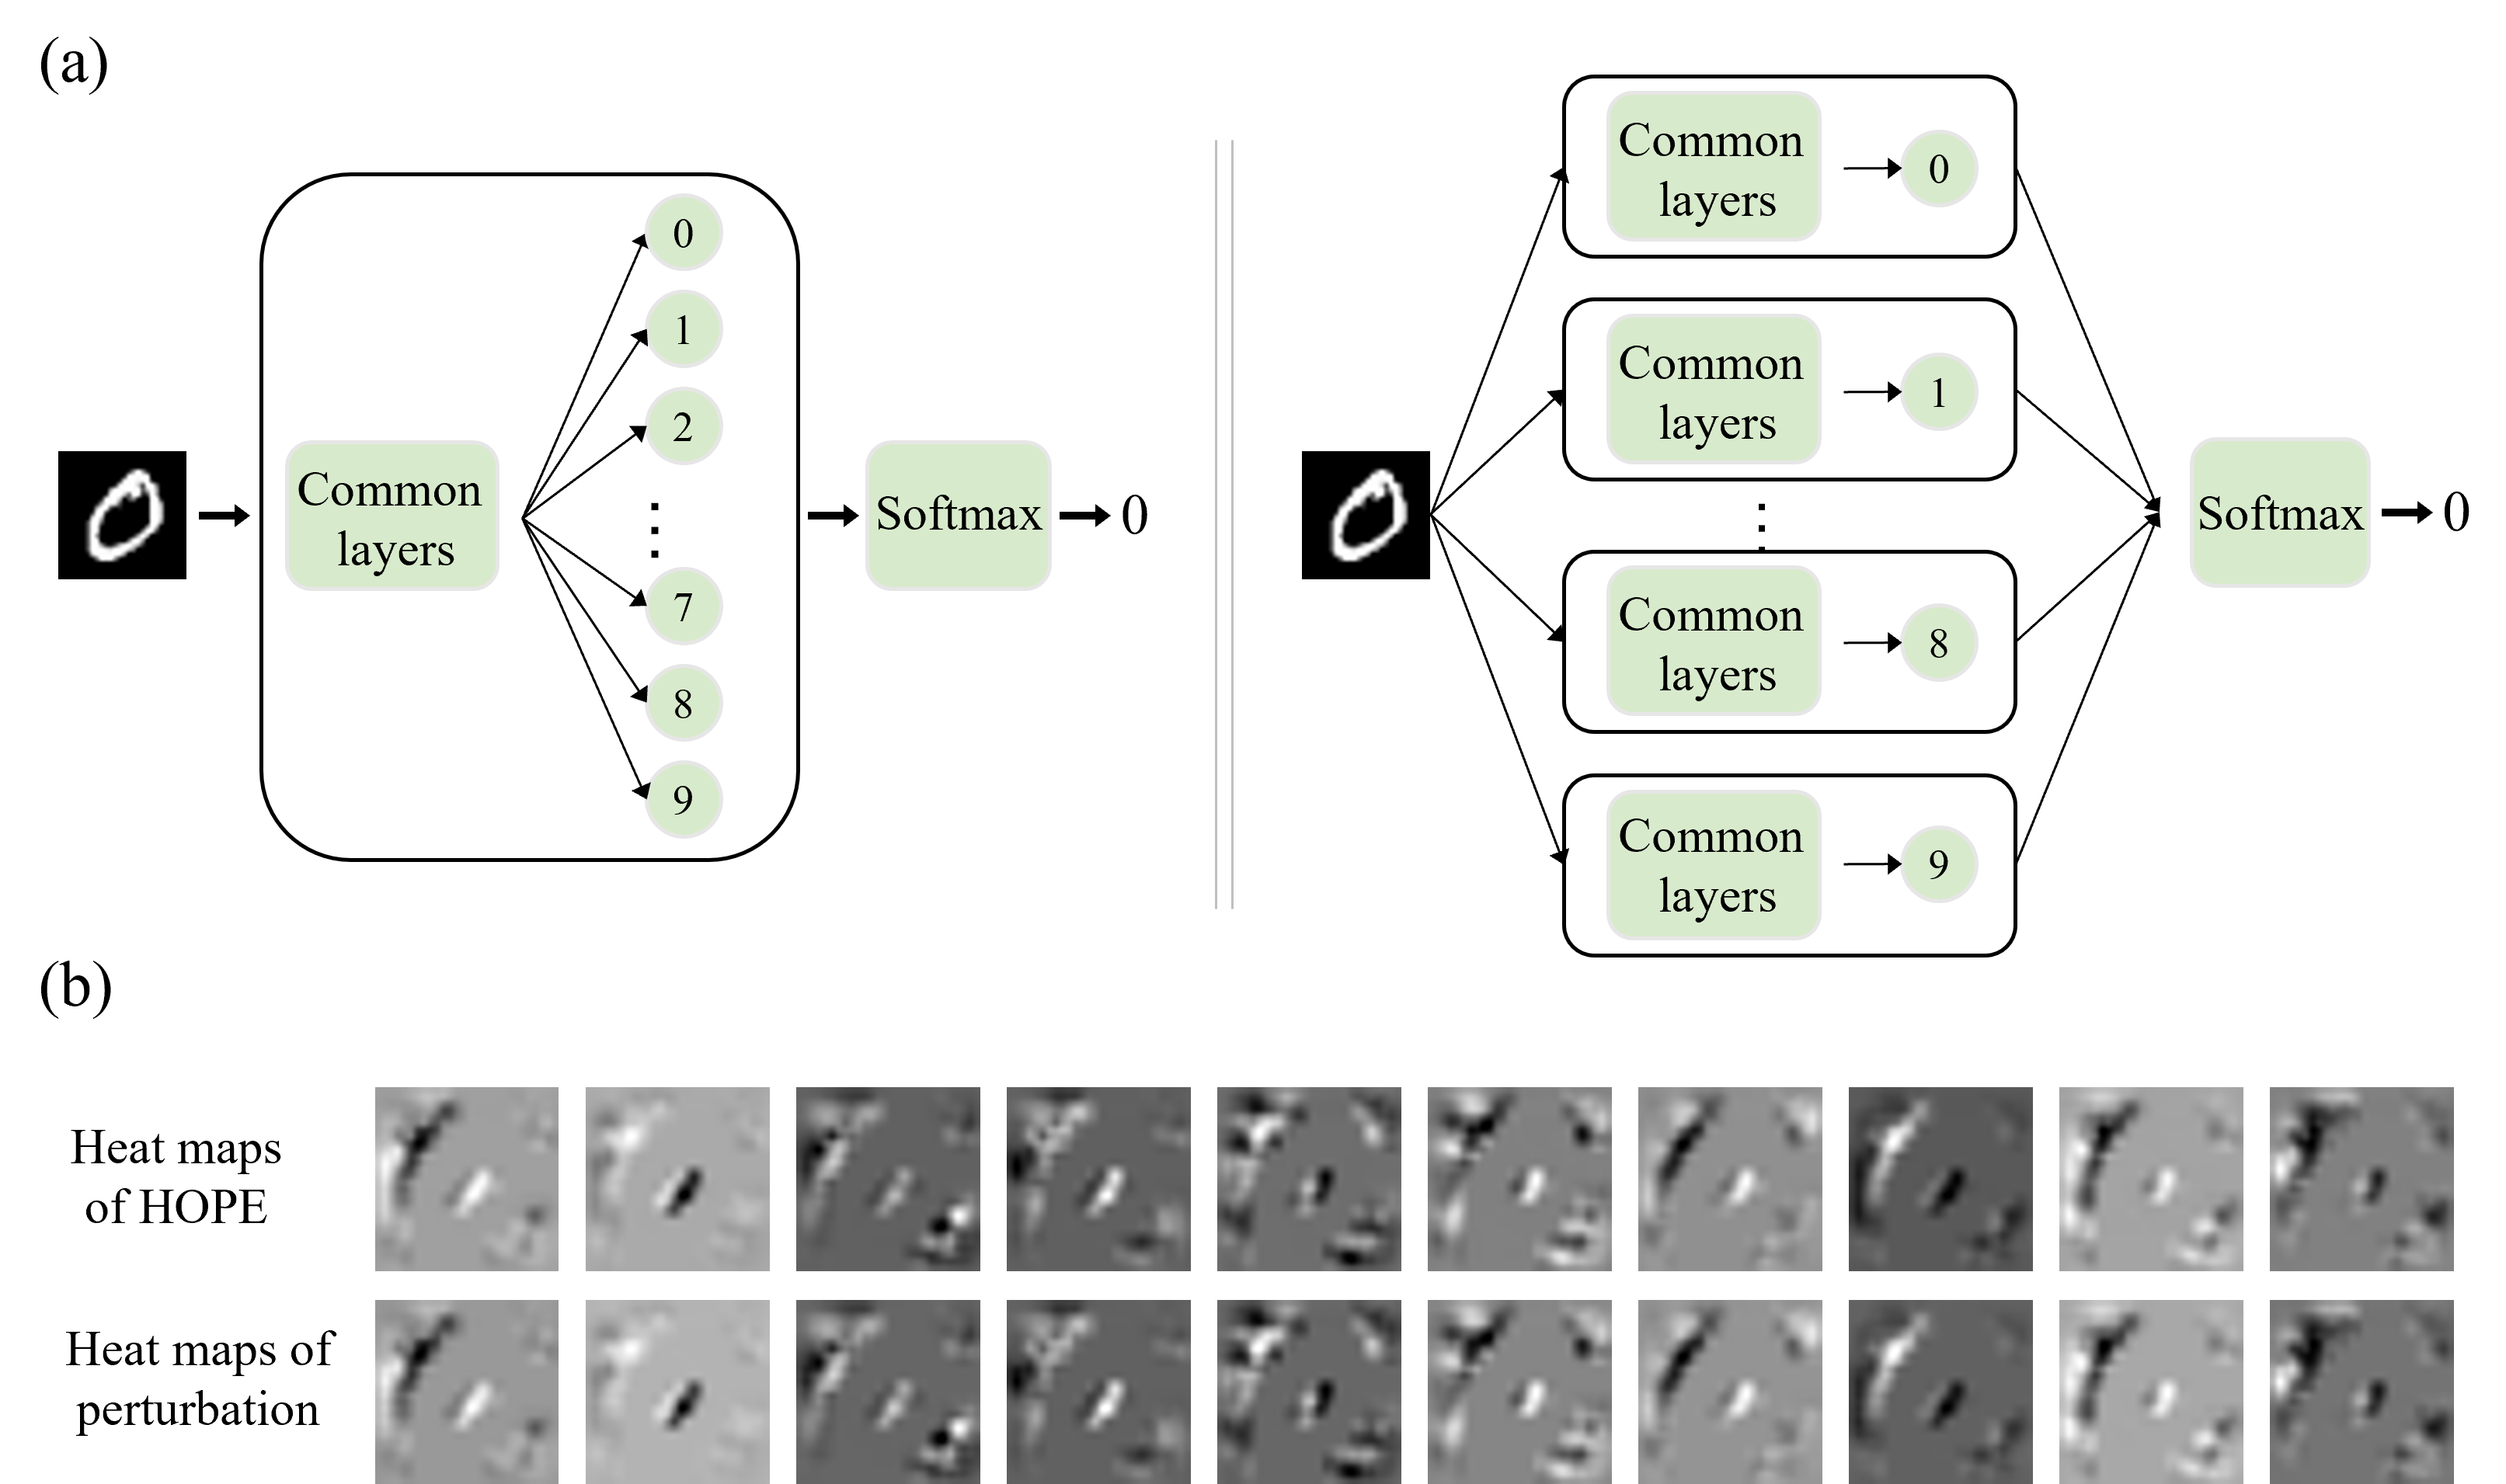 (a)
0
1
2
7
8
9
Common
layers
Softmax
0
Common
layers
0
Common
layers
1
Common
layers
8
Common
layers
9
Softmax
0
(b)
Heat maps
of HOPE
Heat maps of
perturbation